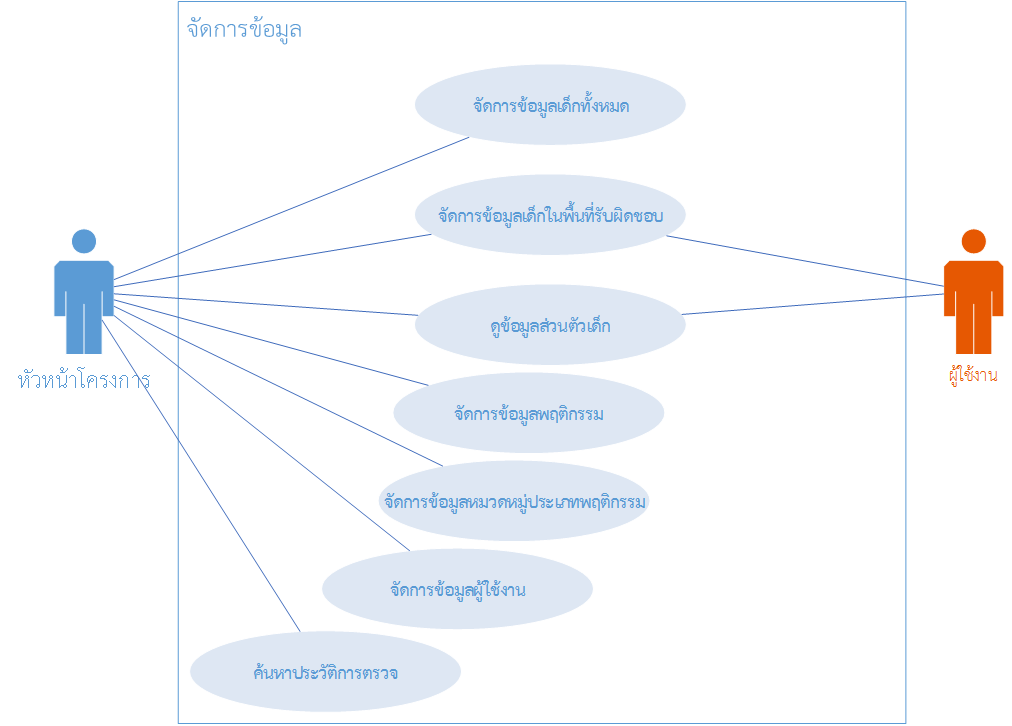 จัดการข้อมูล
จัดการข้อมูลเด็กทั้งหมด
จัดการข้อมูลเด็กในพื้นที่รับผิดชอบ
ดูข้อมูลส่วนตัวเด็ก
หัวหน้าโครงการ
ผู้ใช้งาน
จัดการข้อมูลพฤติกรรม
จัดการข้อมูลหมวดหมู่ประเภทพฤติกรรม
จัดการข้อมูลผู้ใช้งาน
ค้นหาประวัติการตรวจ